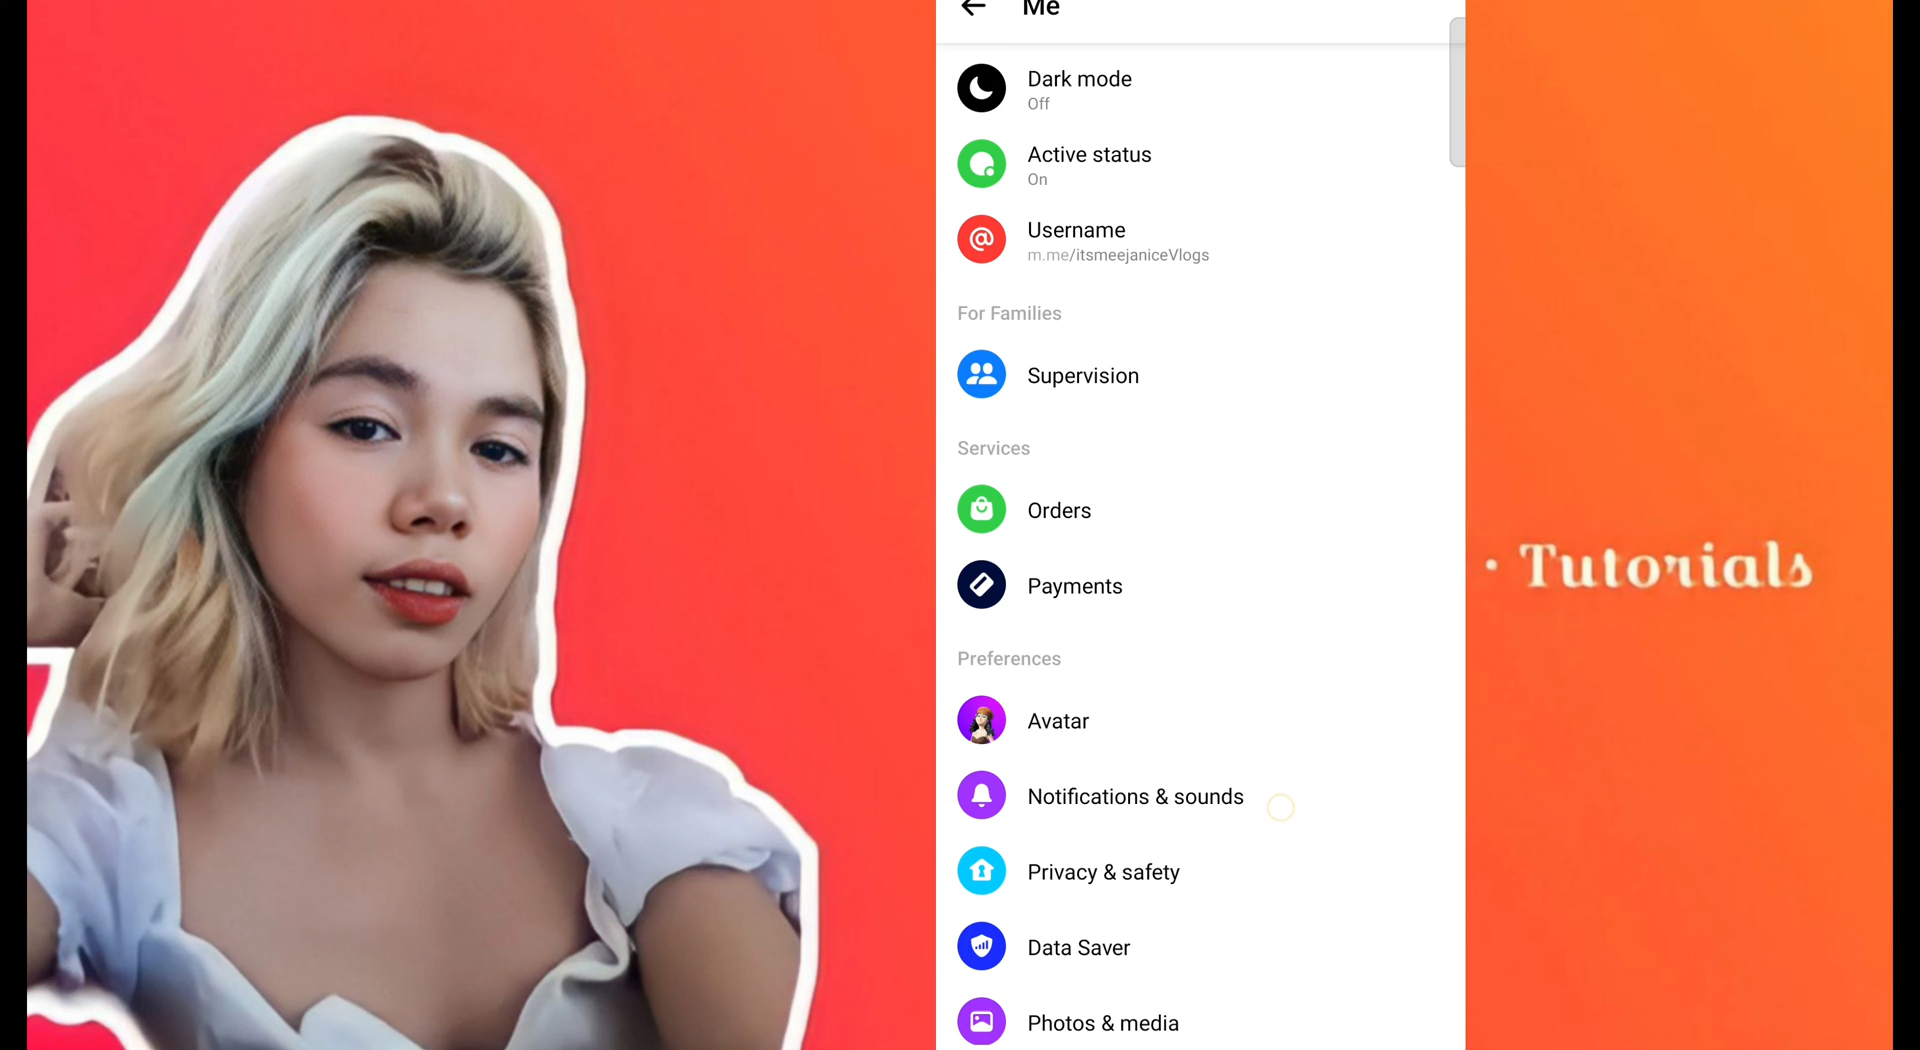 Me
Dark mode
Off
Active status
On
Username
m.me/itsmeejaniceVlogs
For Families
Supervision
Services
Orders
Payments
Preferences
Avatar
Notifications & sounds
Privacy & safety
Data Saver
Photos & media
· Tutorials